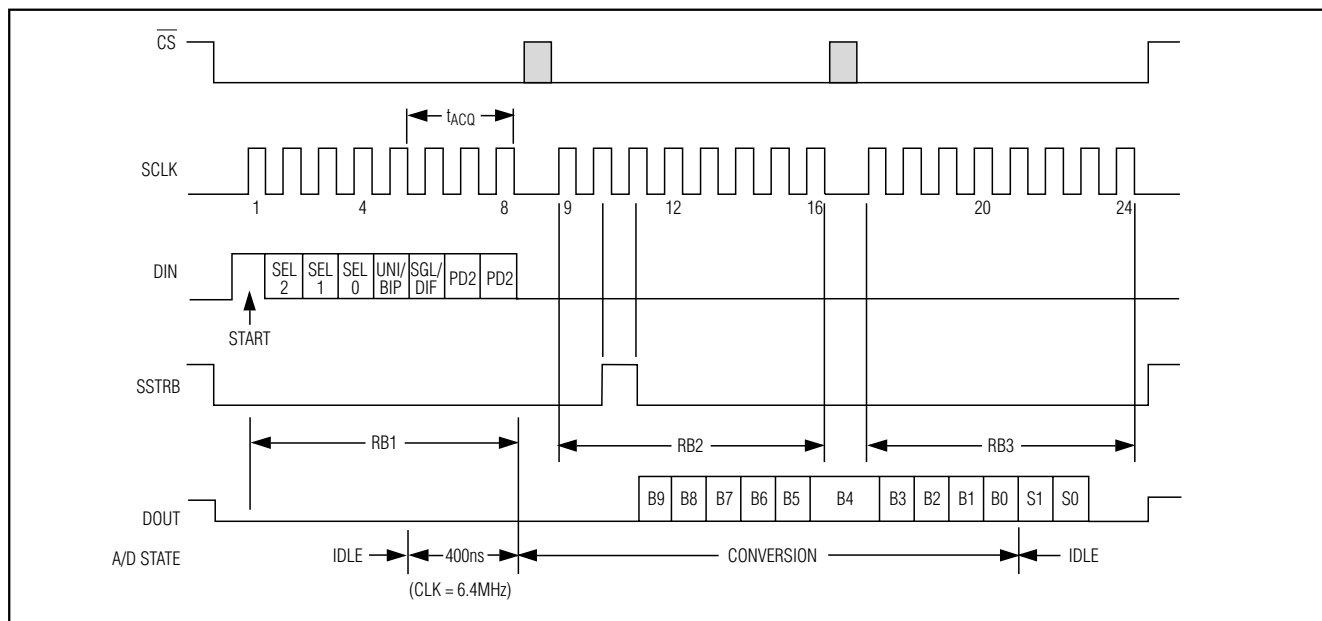 CS
tACQ
SCLK
1 4 8 9 12 16 20 24
DIN
SEL 2
SEL 1
SEL 0
UNI/ BIP
SGL/ DIF
PD2
PD2
START
SSTRB
RB1
RB2
RB3
DOUT
B9 B8 B7 B6 B5 B4 B3 B2 B1 B0 S1 S0
A/D STATE
IDLE 400ns CONVERSION IDLE
(CLK = 6.4MHz)